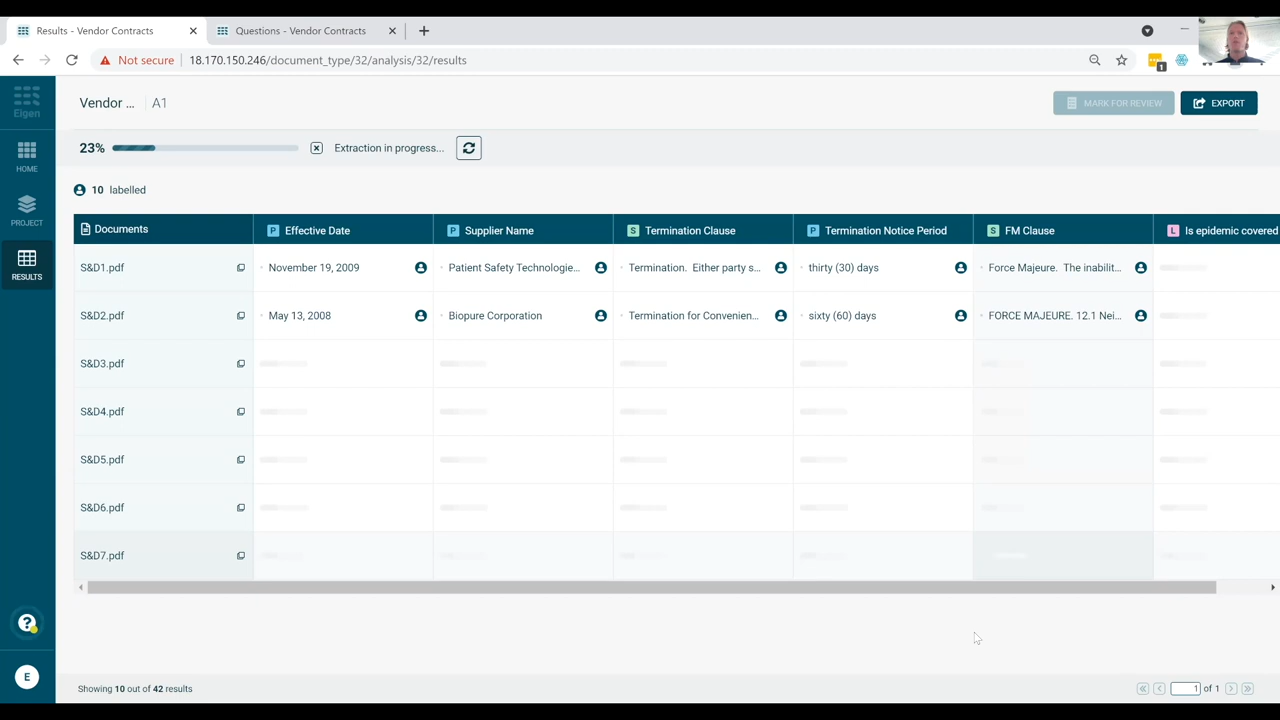 Results - Vendor Contracts
Questions - Vendor Contracts
Not secure 18.170.150.246/document_type/32/analysis/32/results
1
Eigen
Vendor ... A1
MARK FOR REVIEW
EXPORT
23% Extraction in progress...
HOME
10 labelled
PROJECT
RESULTS
Documents P Effective Date P Supplier Name S Termination Clause P Termination Notice Period S FM Clause L Is epidemic covered
S&D1.pdf November 19, 2009 Patient Safety Technologie... Termination. Either party s... thirty (30) days Force Majeure. The inabilit...
S&D2.pdf May 13, 2008 Biopure Corporation Termination for Convenien... sixty (60) days FORCE MAJEURE. 12.1 Nei...
S&D3.pdf
S&D4.pdf
S&D5.pdf
S&D6.pdf
S&D7.pdf
?
E
Showing 10 out of 42 results
1 of 1